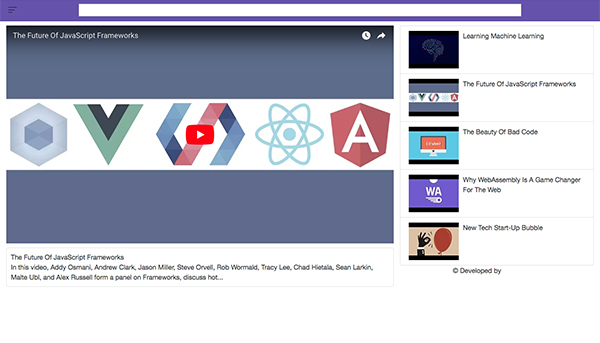 The Future Of JavaScript Frameworks
The Future Of JavaScript Frameworks
In this video, Addy Osmani, Andrew Clark, Jason Miller, Steve Orvell, Rob Wormald, Tracy Lee, Chad Hietala, Sean Larkin,
Malte Ubl, and Alex Russell form a panel on Frameworks, discuss hot...
Learning Machine Learning
The Future Of JavaScript Frameworks
The Beauty Of Bad Code
WA
Why WebAssembly Is A Game Changer
For The Web
New Tech Start-Up Bubble
© Developed by